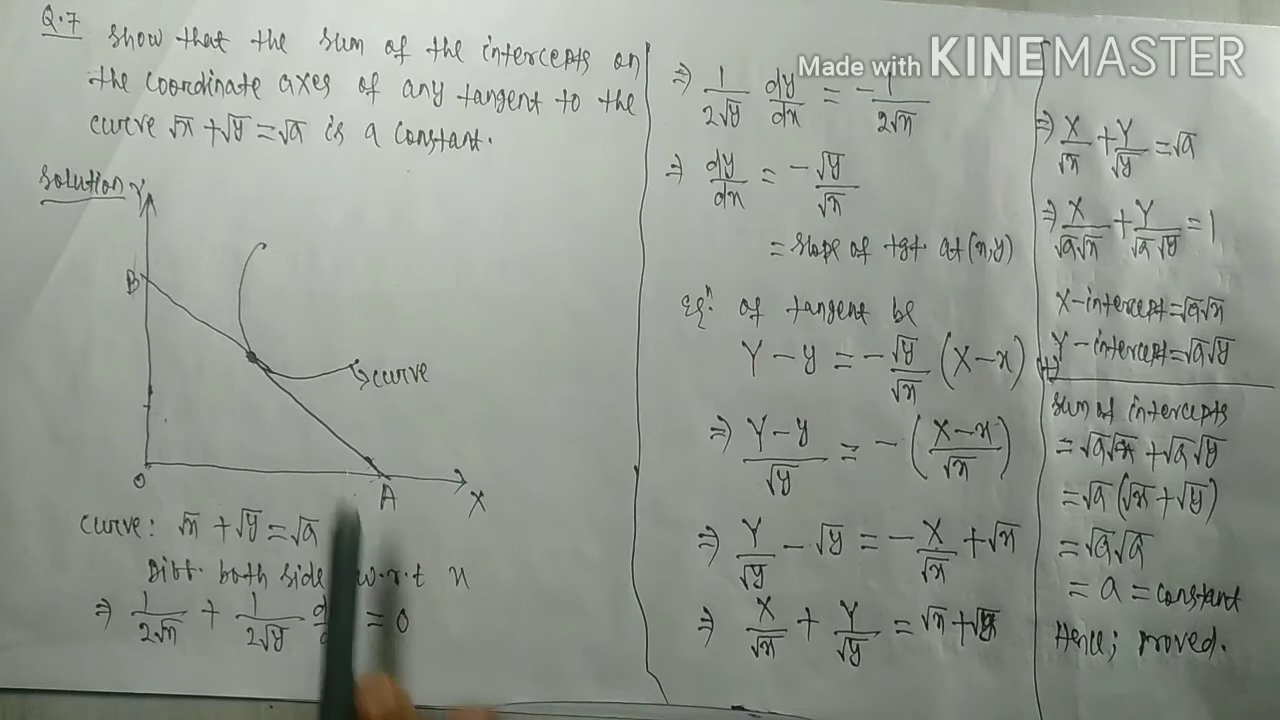 Q.7 Show that the sum of the intercepts on
the coordinate axes of any tangent to the
curve √x + √y = √a is a constant.
Solution
Y
B
curve
O
A
X
curve: √x + √y = √a
Diff. both side w.r.t x
⇒ 1/2√x + 1/2√y d = 0
⇒ 1/2√y dy/dx = -1/2√x
⇒ dy/dx = -√y/√x
= slope of tgt. at (x,y)
Eqⁿ of tangent be
Y - y = -√y/√x (X - x)
⇒ Y-y/√y = -(X-x/√x)
⇒ Y/√y - √y = -X/√x + √x
⇒ X/√x + Y/√y = √x + √y
Made with KINEMASTER
⇒ X/√x + Y/√y = √a
⇒ X/√a√x + Y/√a√y = 1
X-intercept = √a√x
Y-intercept = √a√y
(+)
Sum of intercepts
= √a√x + √a√y
= √a(√x + √y)
= √a√a
= a = constant
Hence; proved.